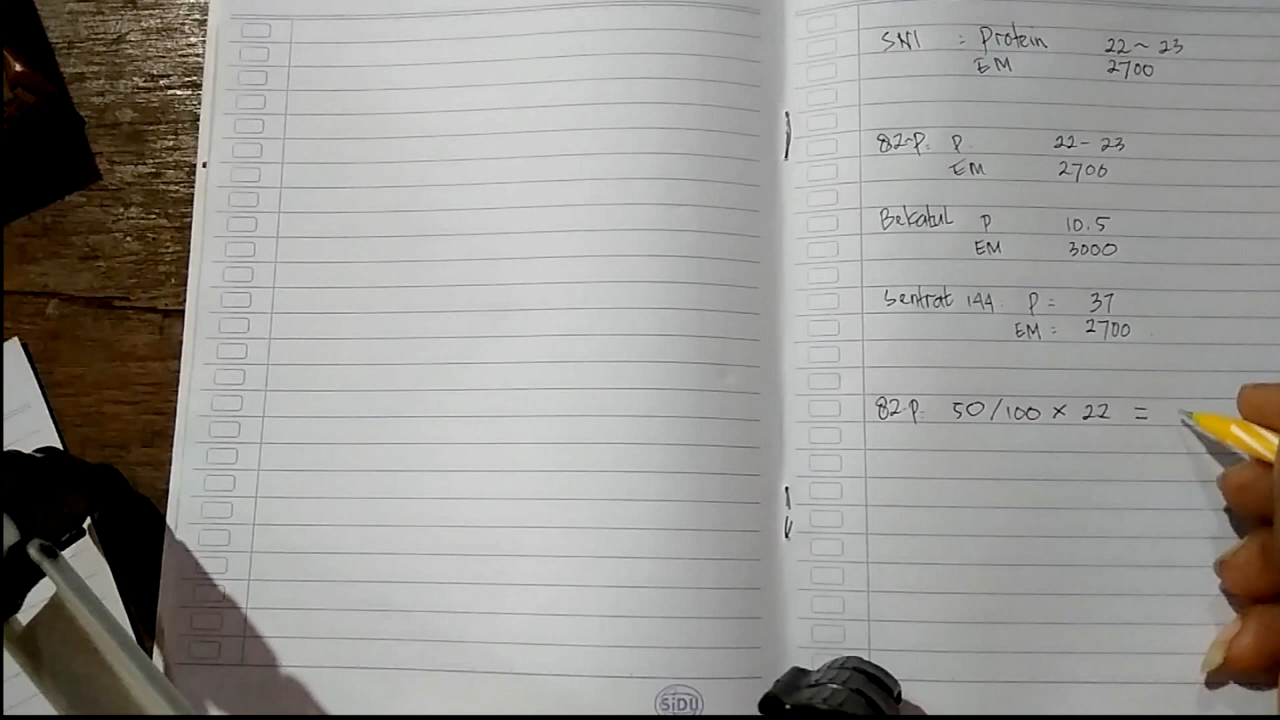 SNI : Protein 22~23
EM 2700
82-P. P. 22-23
EM 2700
Bekatul P 10.5
EM 3000
Sentrat 144. P = 37
EM = 2700
82.P. 50/100 x 22 =
SiDU